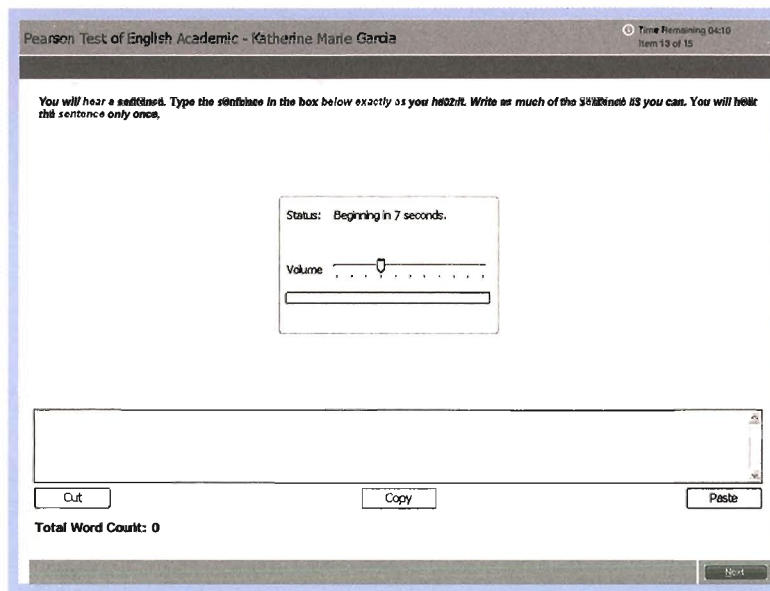 Pearson Test of English Academic - Katherine Marie Garcia
Time Remaining 04:10
Item 13 of 15
You will hear a sentence. Type the sentence in the box below exactly as you hear it. Write as much of the sentence as you can. You will hear
the sentence only once.
Status: Beginning in 7 seconds.
Volume
Cut Copy Paste
Total Word Count: 0
Next